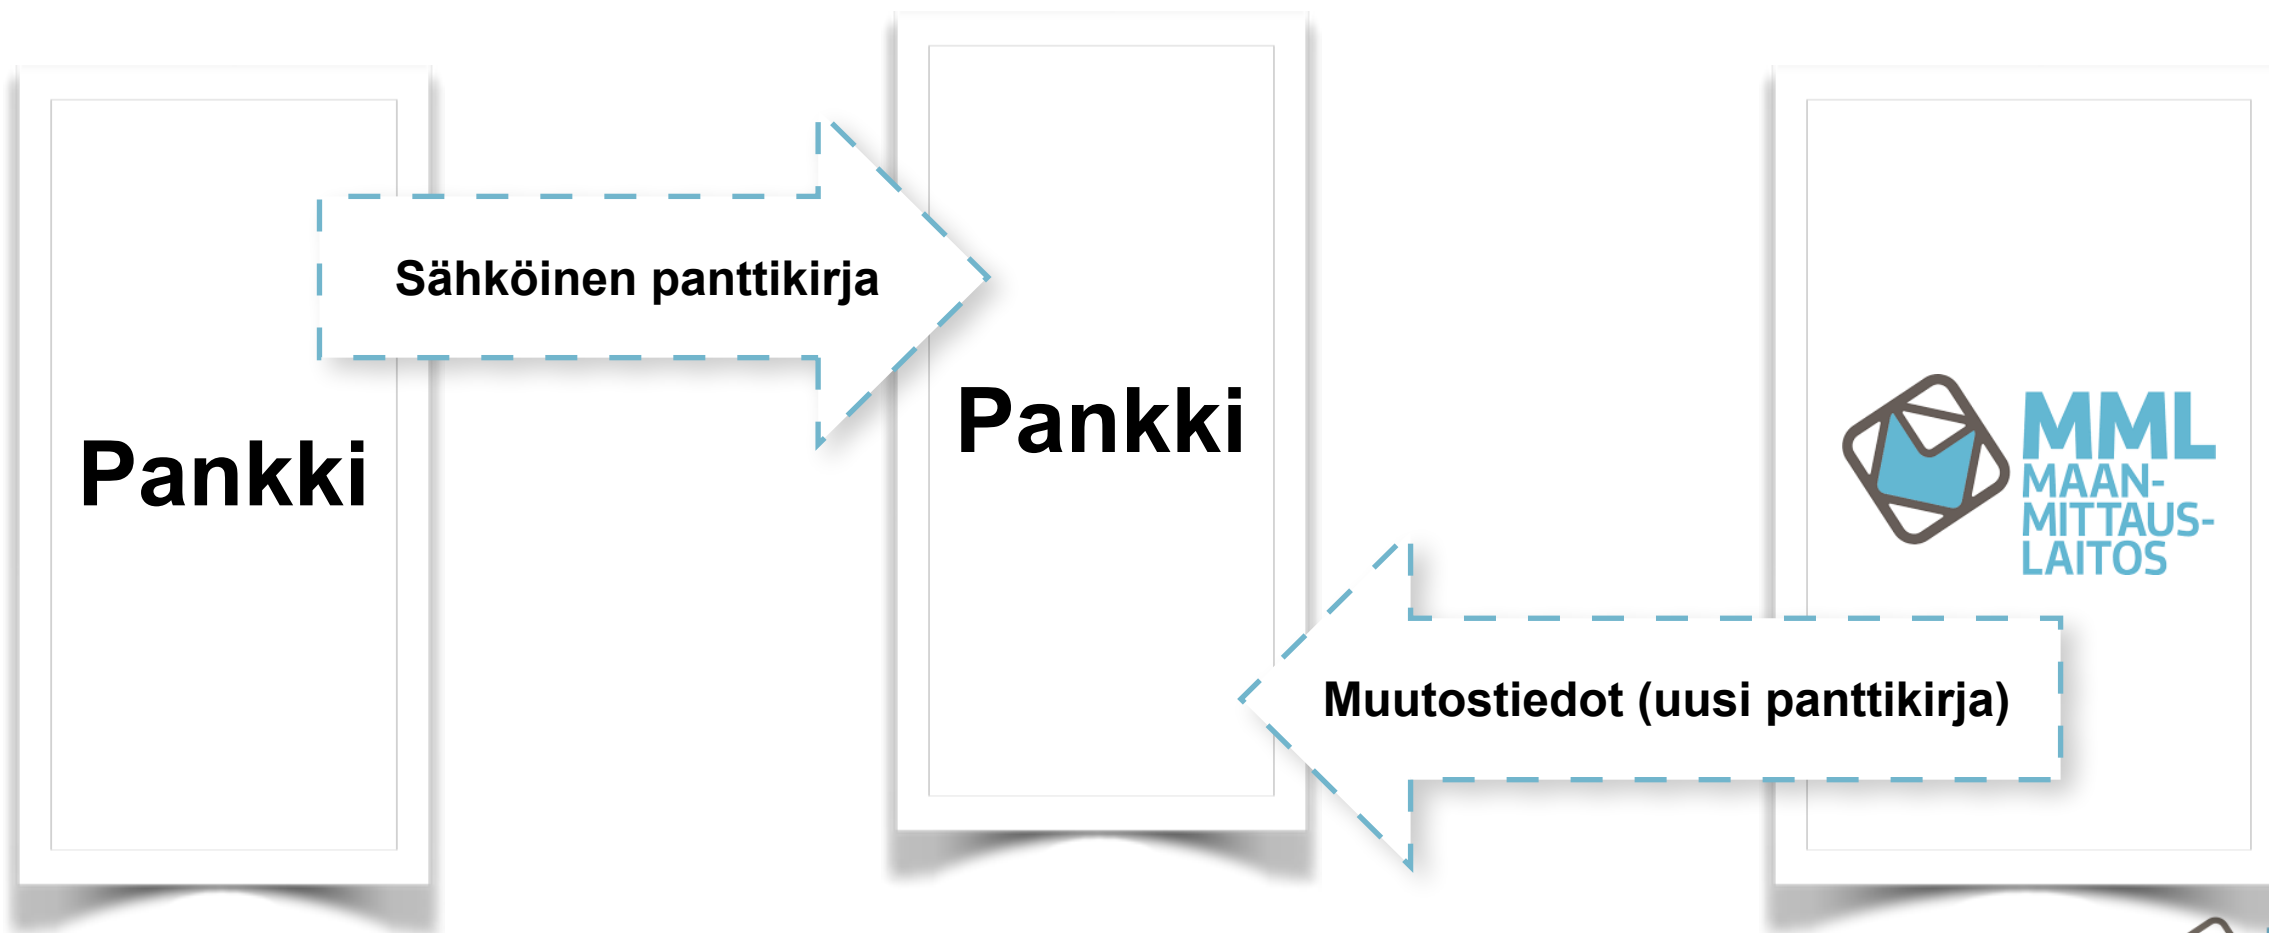 Sähköinen panttikirja
Pankki
Pankki
MML
MAAN-
MITTAUS-
LAITOS
Muutostiedot (uusi panttikirja)